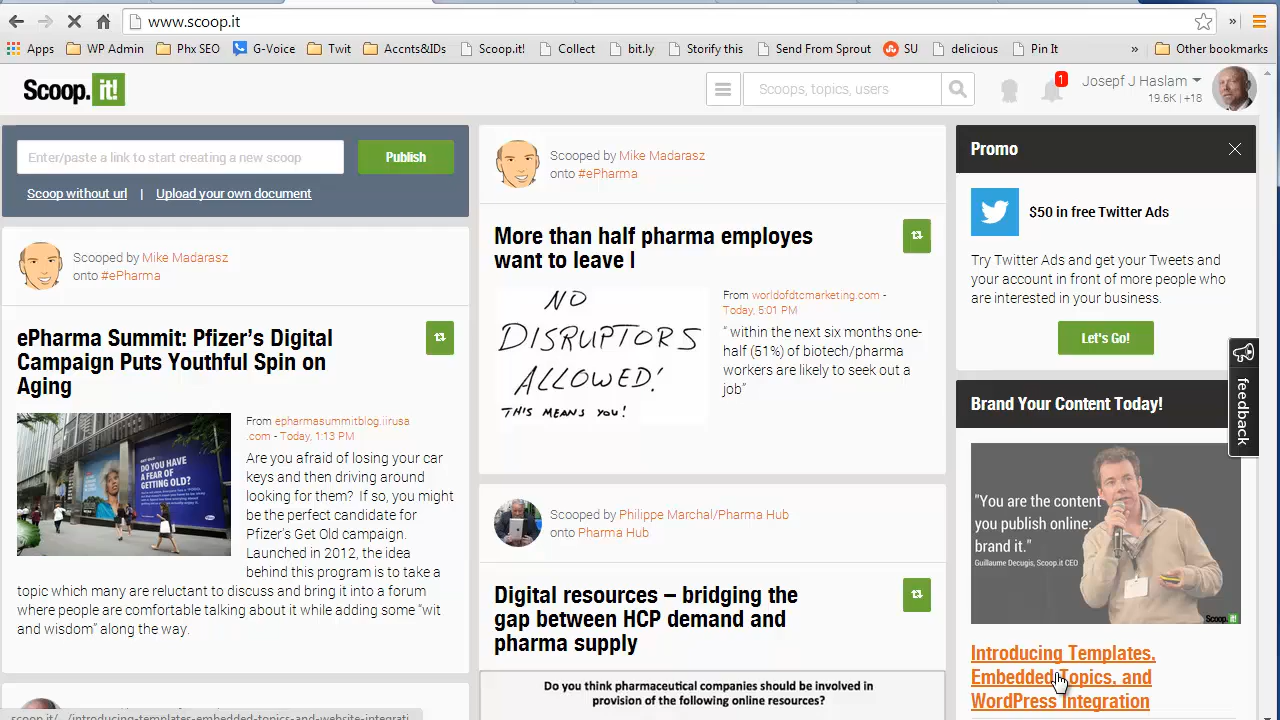 www.scoop.it
Apps WP Admin Phx SEO G-Voice Twit Accnts&IDs Scoop.it! Collect bit.ly Storify this Send From Sprout SU delicious Pin It » Other bookmarks
Scoop.it!
Scoops, topics, users
1
Josepf J Haslam
19.6K | +18
Enter/paste a link to start creating a new scoop
Publish
Scoop without url | Upload your own document
Scooped by Mike Madarasz
onto #ePharma
ePharma Summit: Pfizer’s Digital
Campaign Puts Youthful Spin on
Aging
DO YOU HAVE
A FEAR OF
GETTING OLD?
From epharmasummitblog.iirusa
.com - Today, 1:13 PM
Are you afraid of losing your car
keys and then driving around
looking for them? If so, you might
be the perfect candidate for
Pfizer’s Get Old campaign.
Launched in 2012, the idea
behind this program is to take a
topic which many are reluctant to discuss and bring it into a forum
where people are comfortable talking about it while adding some “wit
and wisdom” along the way.
Scooped by Mike Madarasz
onto #ePharma
More than half pharma employes
want to leave l
NO
DISRUPTORS
ALLOWED!
THIS MEANS YOU!
From worldofdtcmarketing.com -
Today, 5:01 PM
“ within the next six months one-
half (51%) of biotech/pharma
workers are likely to seek out a
job”
Scooped by Philippe Marchal/Pharma Hub
onto Pharma Hub
Digital resources – bridging the
gap between HCP demand and
pharma supply
Do you think pharmaceutical companies should be involved in
provision of the following online resources?
Promo
$50 in free Twitter Ads
Try Twitter Ads and get your Tweets and
your account in front of more people who
are interested in your business.
Let's Go!
feedback
Brand Your Content Today!
"You are the content
you publish online:
brand it."
Guillaume Decugis, Scoop.it CEO
Scoop.it!
Introducing Templates,
Embedded Topics, and
WordPress Integration
scoop.it/.../introducing-templates-embedded-topics-and-website-integrati...